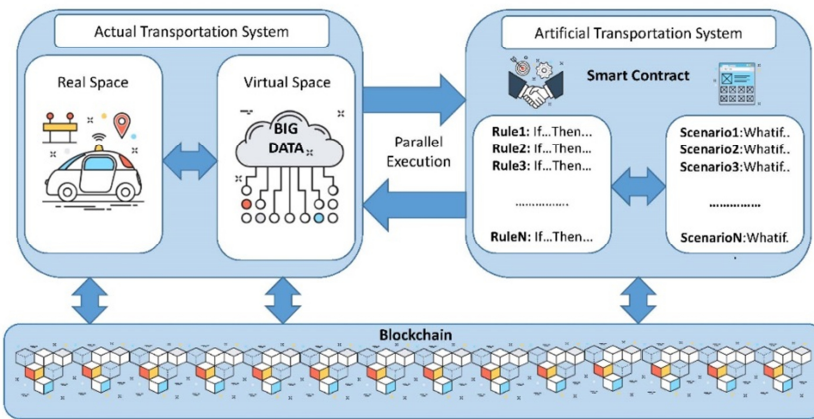 Actual Transportation System
Real Space
Virtual Space
BIG
DATA
Parallel
Execution
Artificial Transportation System
Smart Contract
Rule1: If...Then...
Rule2: If...Then...
Rule3: If...Then...
................
RuleN: If...Then...
Scenario1:Whatif..
Scenario2:Whatif..
Scenario3:Whatif..
...............
ScenarioN:Whatif.
.
Blockchain